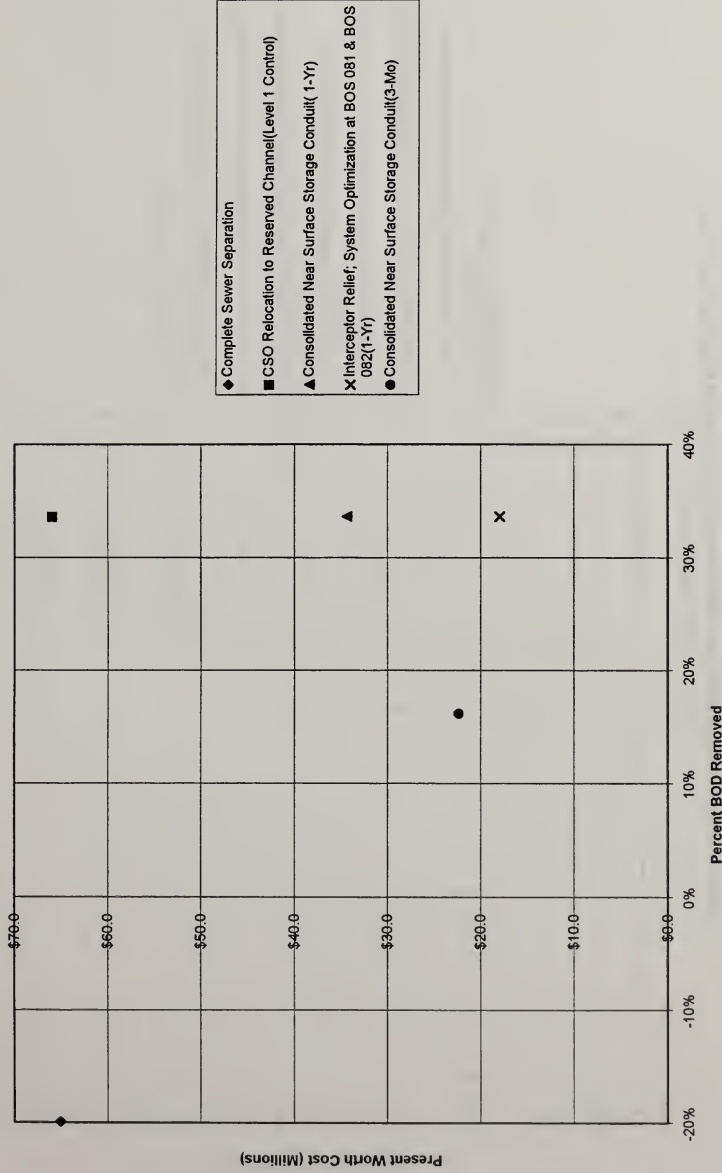 ◆ Complete Sewer Separation
■ CSO Relocation to Reserved Channel(Level 1 Control)
▲ Consolidated Near Surface Storage Conduit( 1-Yr)
✕ Interceptor Relief; System Optimization at BOS 081 & BOS
082(1-Yr)
● Consolidated Near Surface Storage Conduit(3-Mo)
Present Worth Cost (Millions)
$70.0
$60.0
$50.0
$40.0
$30.0
$20.0
$10.0
$0.0
-20%
-10%
0%
10%
20%
30%
40%
Percent BOD Removed